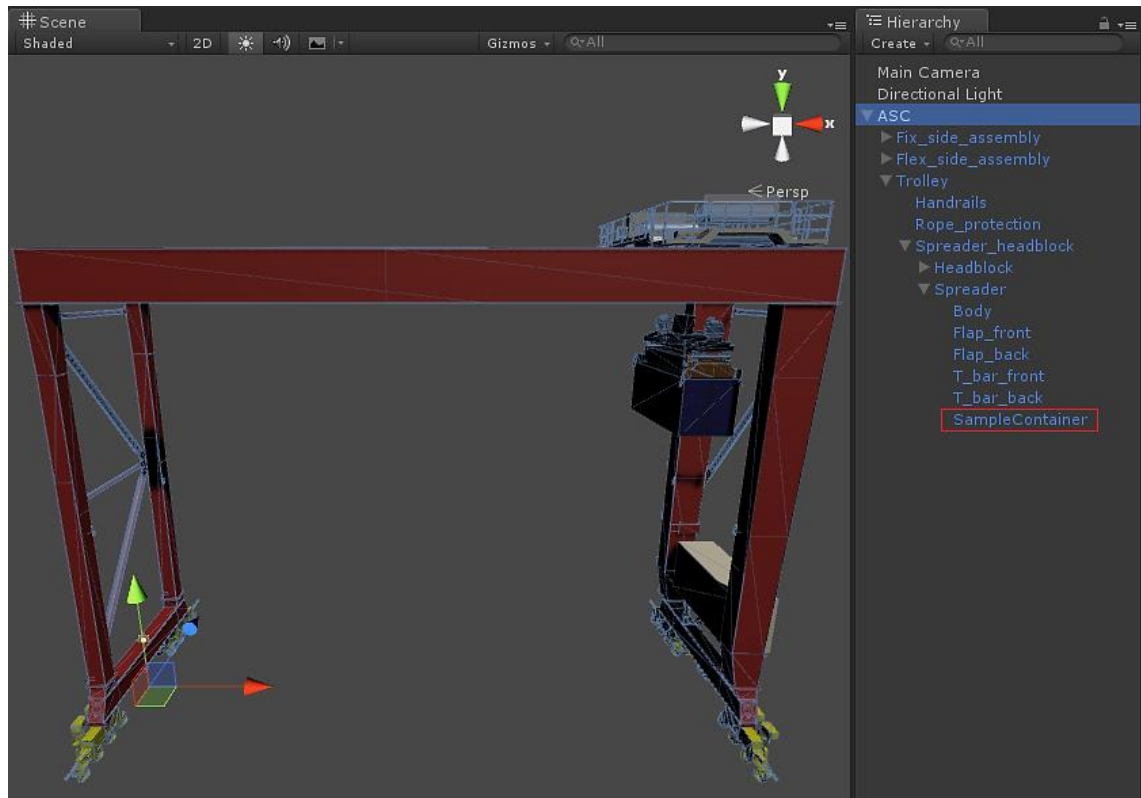 Scene
Shaded 2D Gizmos All
y
x
Persp
Hierarchy
Create All
Main Camera
Directional Light
ASC
Fix_side_assembly
Flex_side_assembly
Trolley
Handrails
Rope_protection
Spreader_headblock
Headblock
Spreader
Body
Flap_front
Flap_back
T_bar_front
T_bar_back
SampleContainer